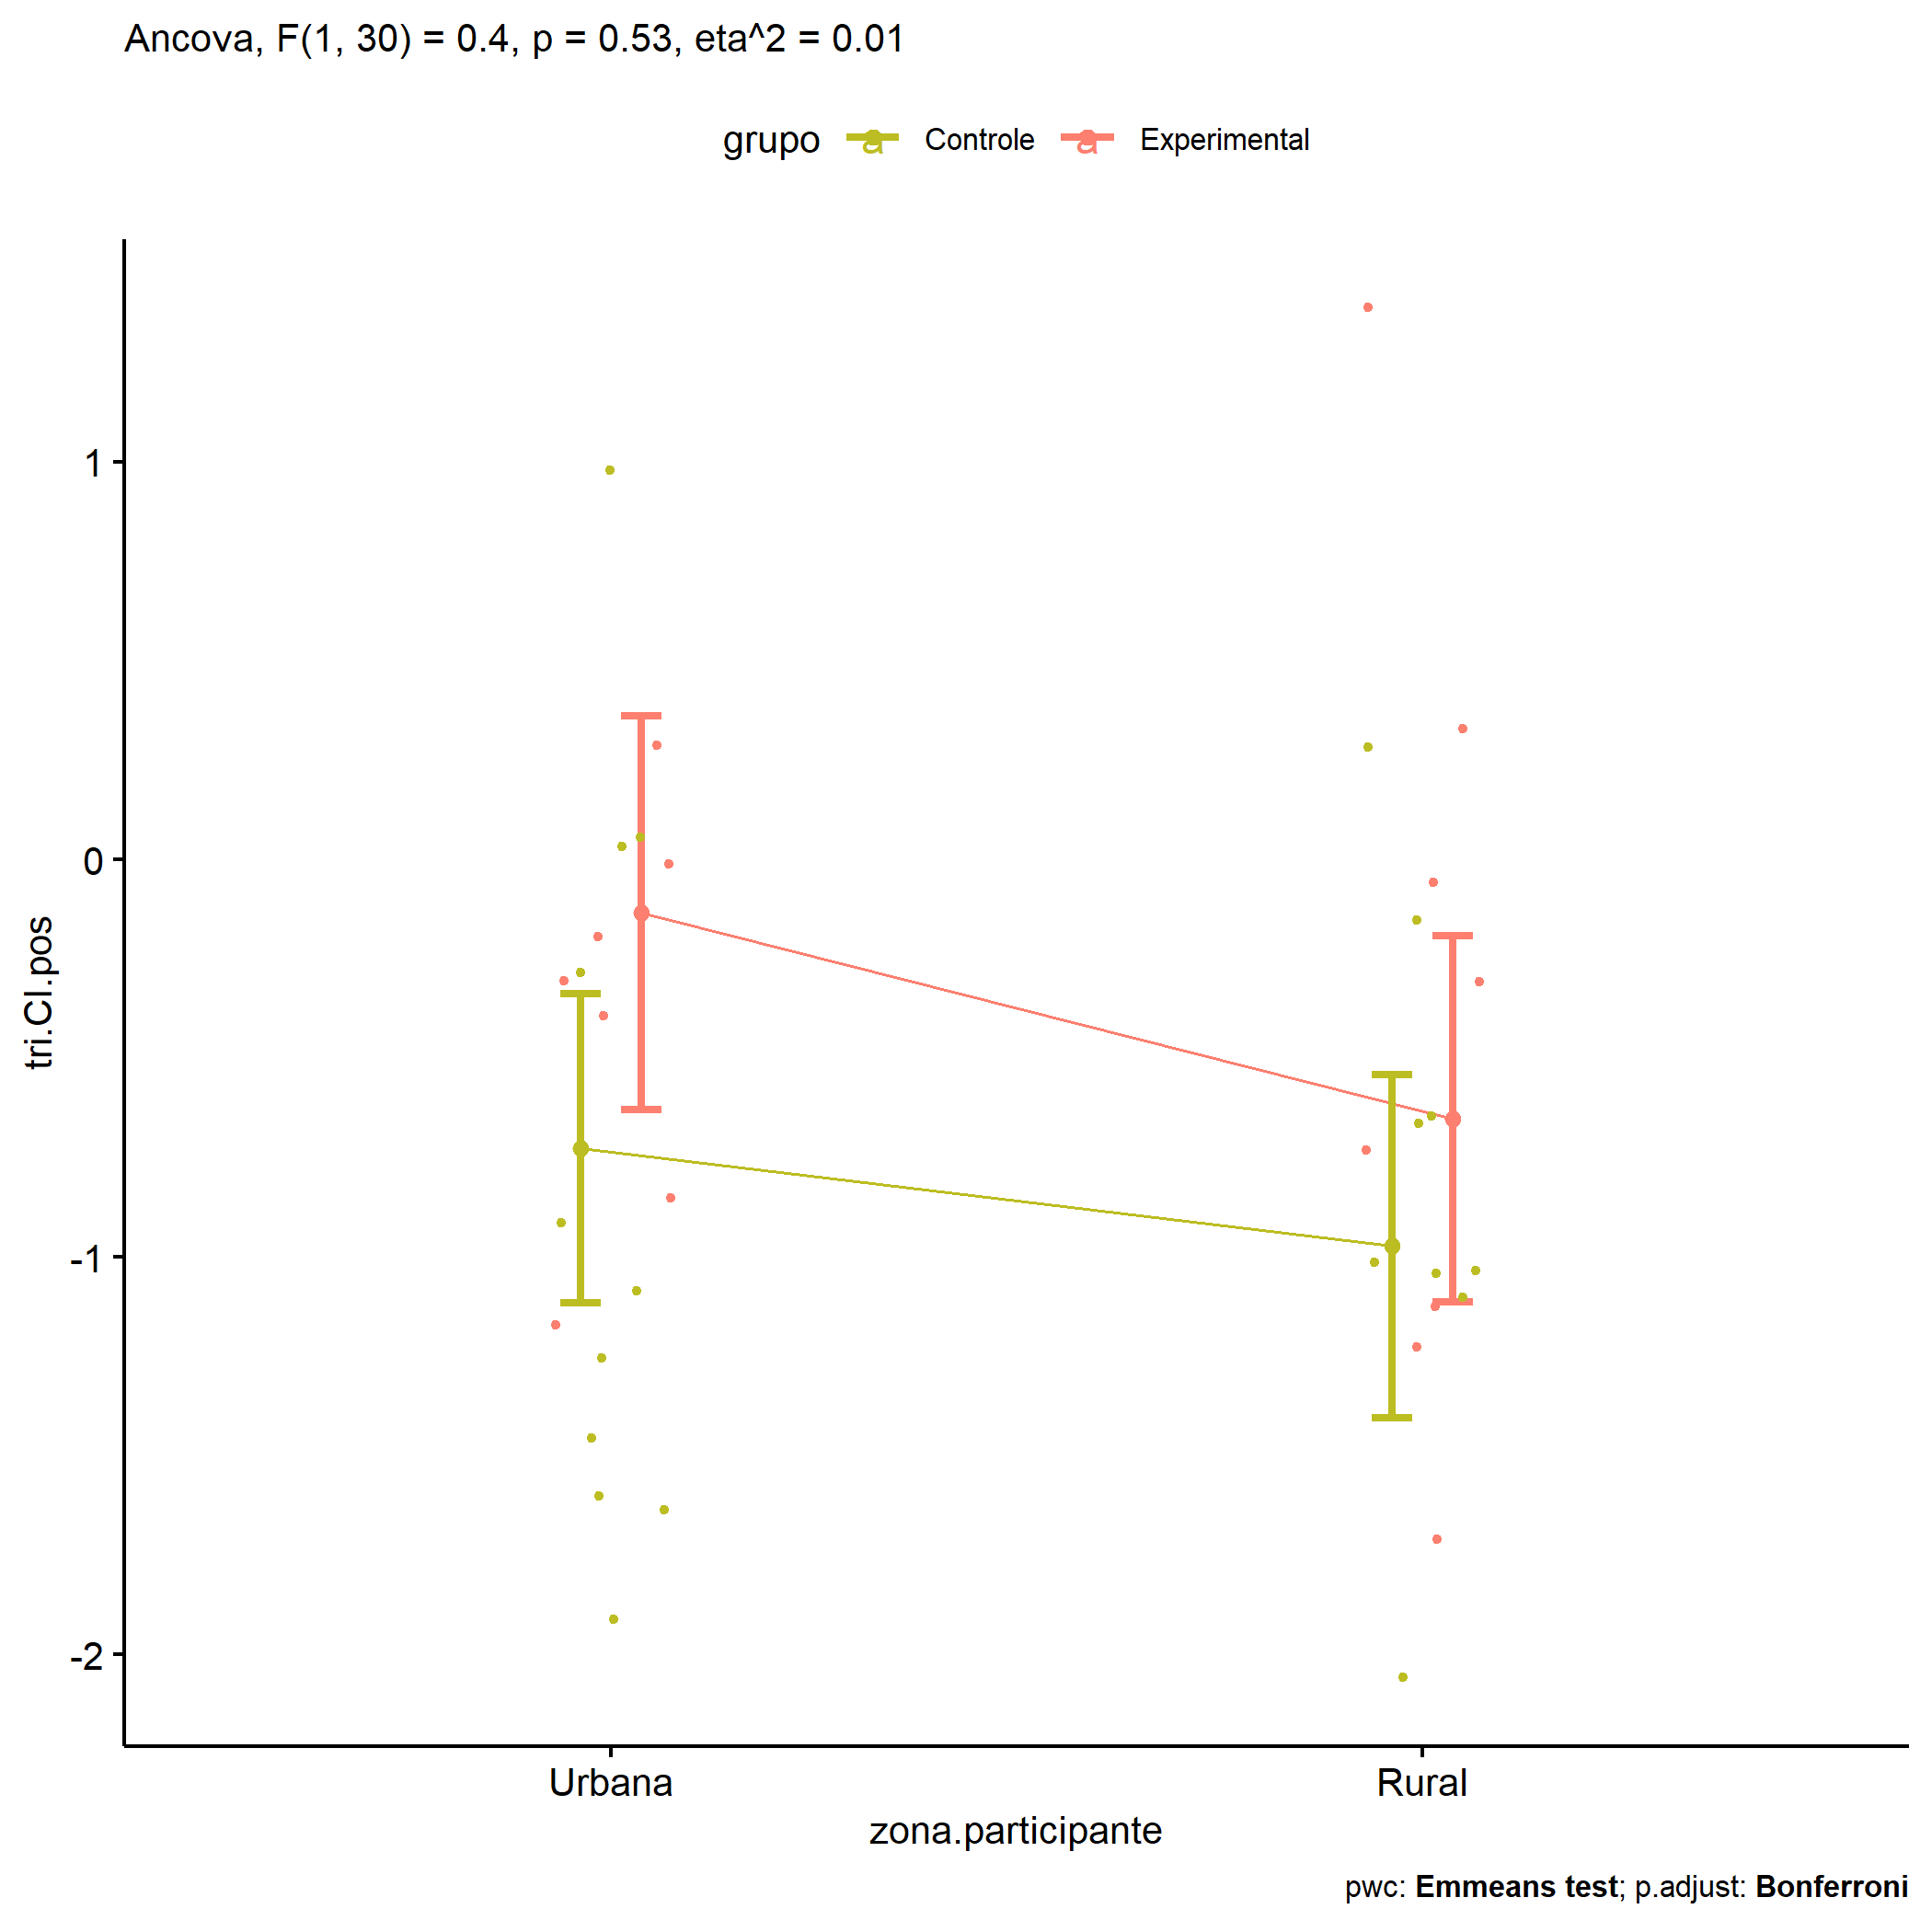 Ancova, F(1, 30) = 0.4, p = 0.53, eta^2 = 0.01
grupo a Controle a Experimental
1
0
-1
-2
tri.CI.pos
Urbana Rural
zona.participante
pwc: Emmeans test; p.adjust: Bonferroni